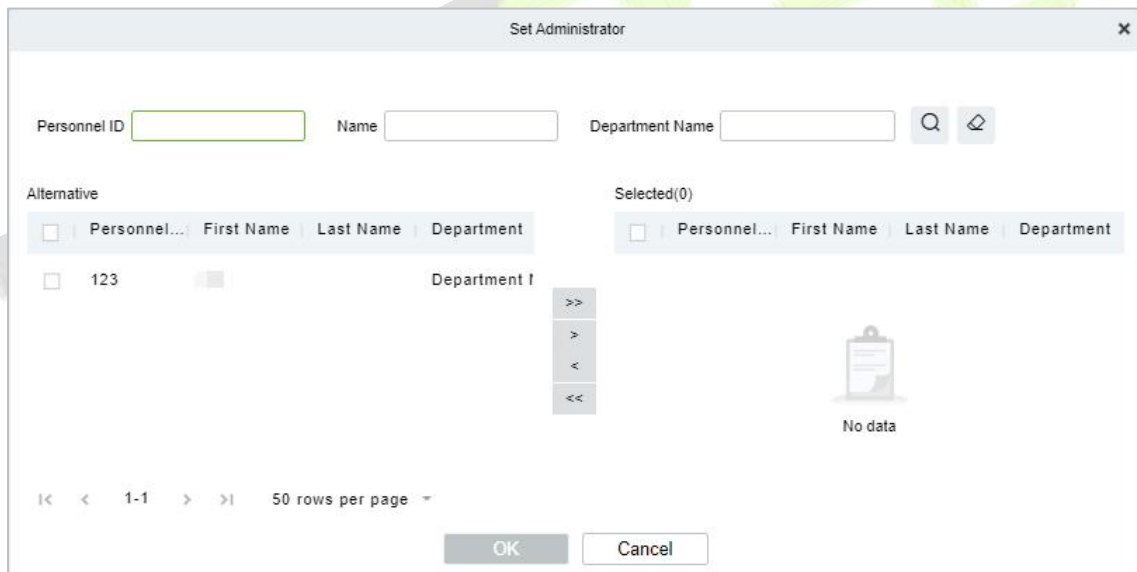 Set Administrator
Personnel ID Name Department Name
Alternative
Personnel... First Name Last Name Department
123 Department
Selected(0)
Personnel... First Name Last Name Department
No data
>>
>
<
<<
1-1 50 rows per page
OK Cancel